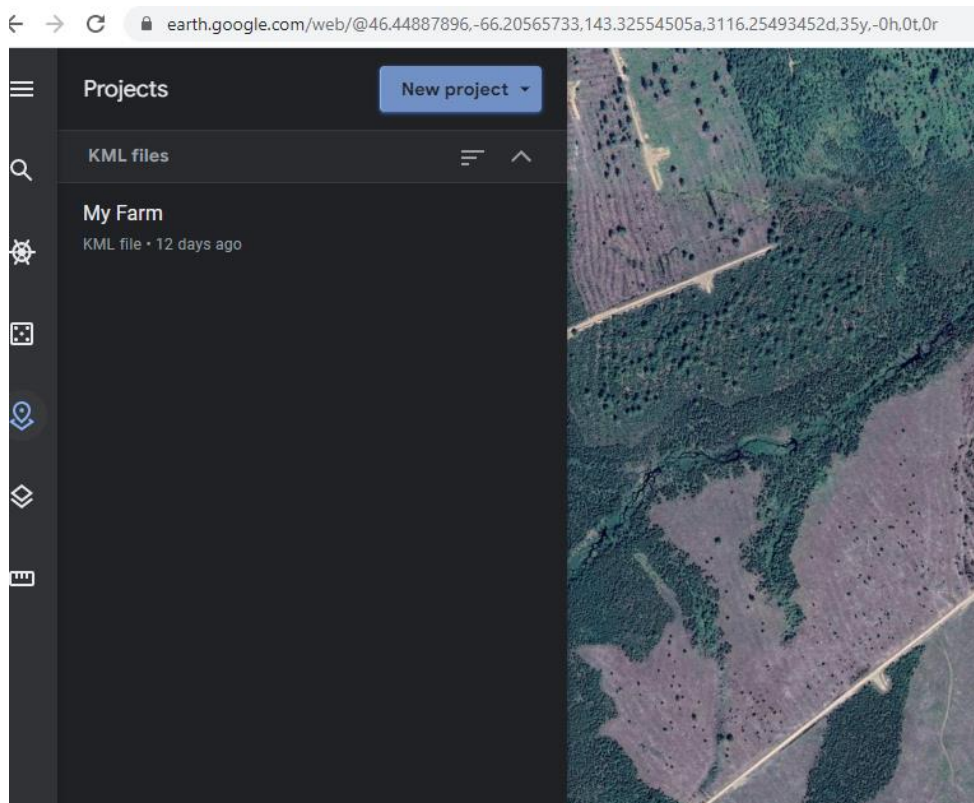 earth.google.com/web/@46.44887896,-66.20565733,143.32554505a,3116.25493452d,35y,-0h,0t,0r
Projects
New project
KML files
My Farm
KML file • 12 days ago